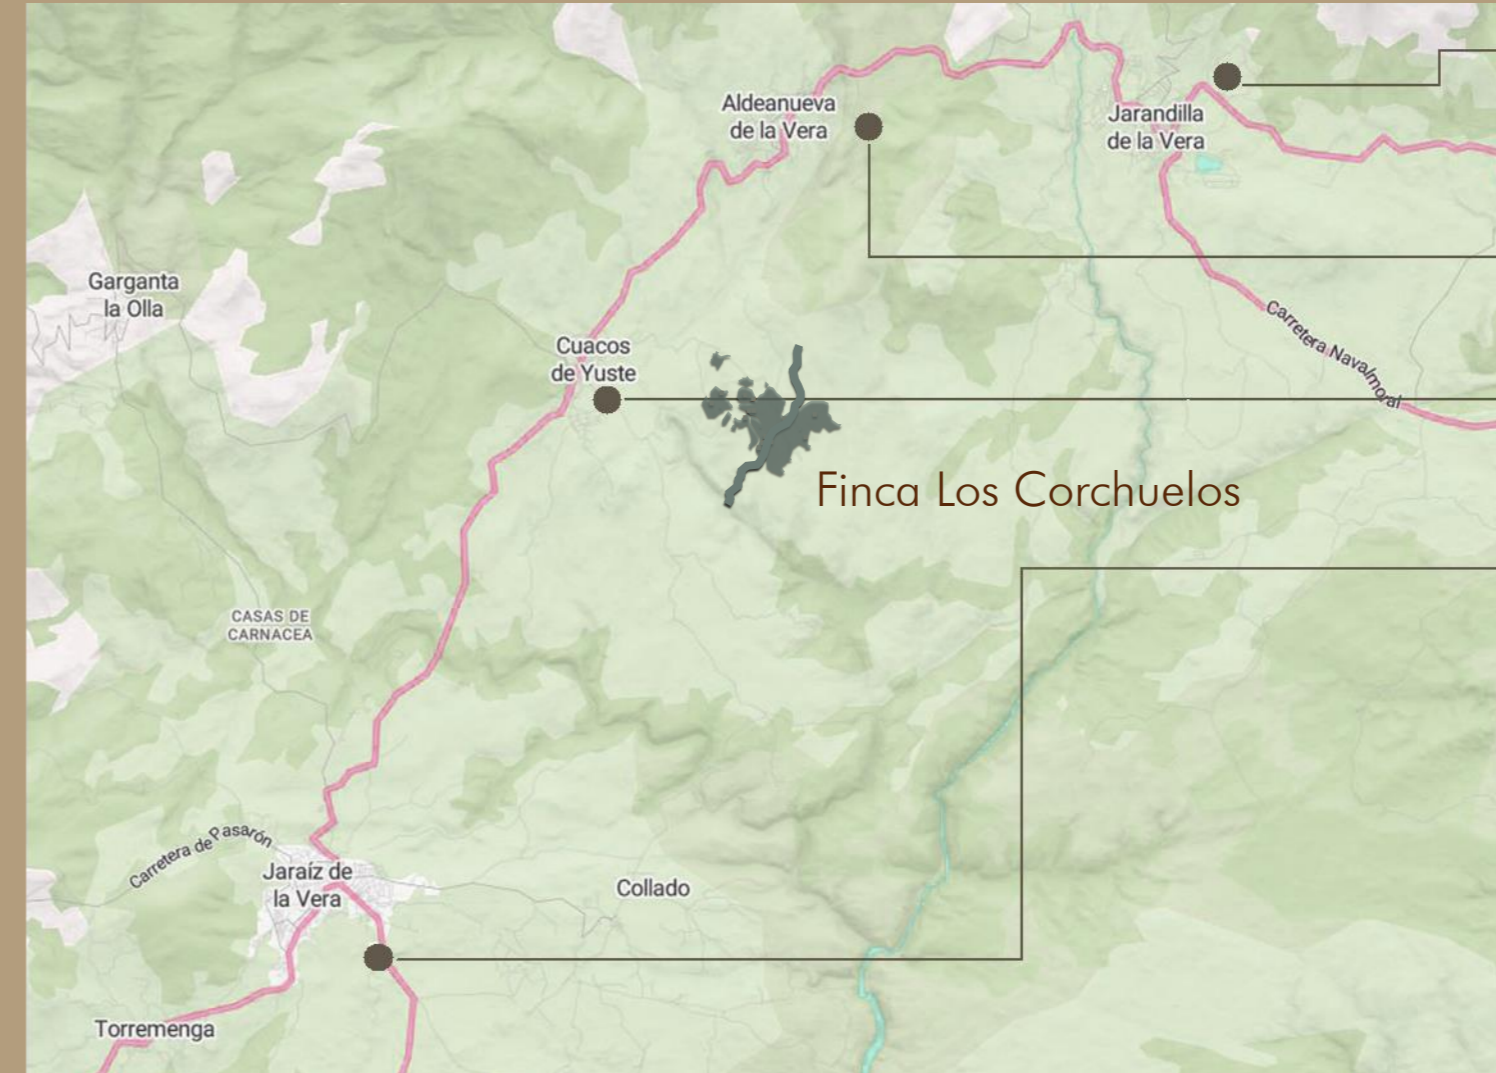 Aldeanueva
de la Vera
Jarandilla
de la Vera
Garganta
la Olla
Carretera Navalmoral
Cuacos
de Yuste
Finca Los Corchuelos
CASAS DE
CARNACEA
Carretera de Pasarón
Jaraíz de
la Vera
Collado
Torremenga